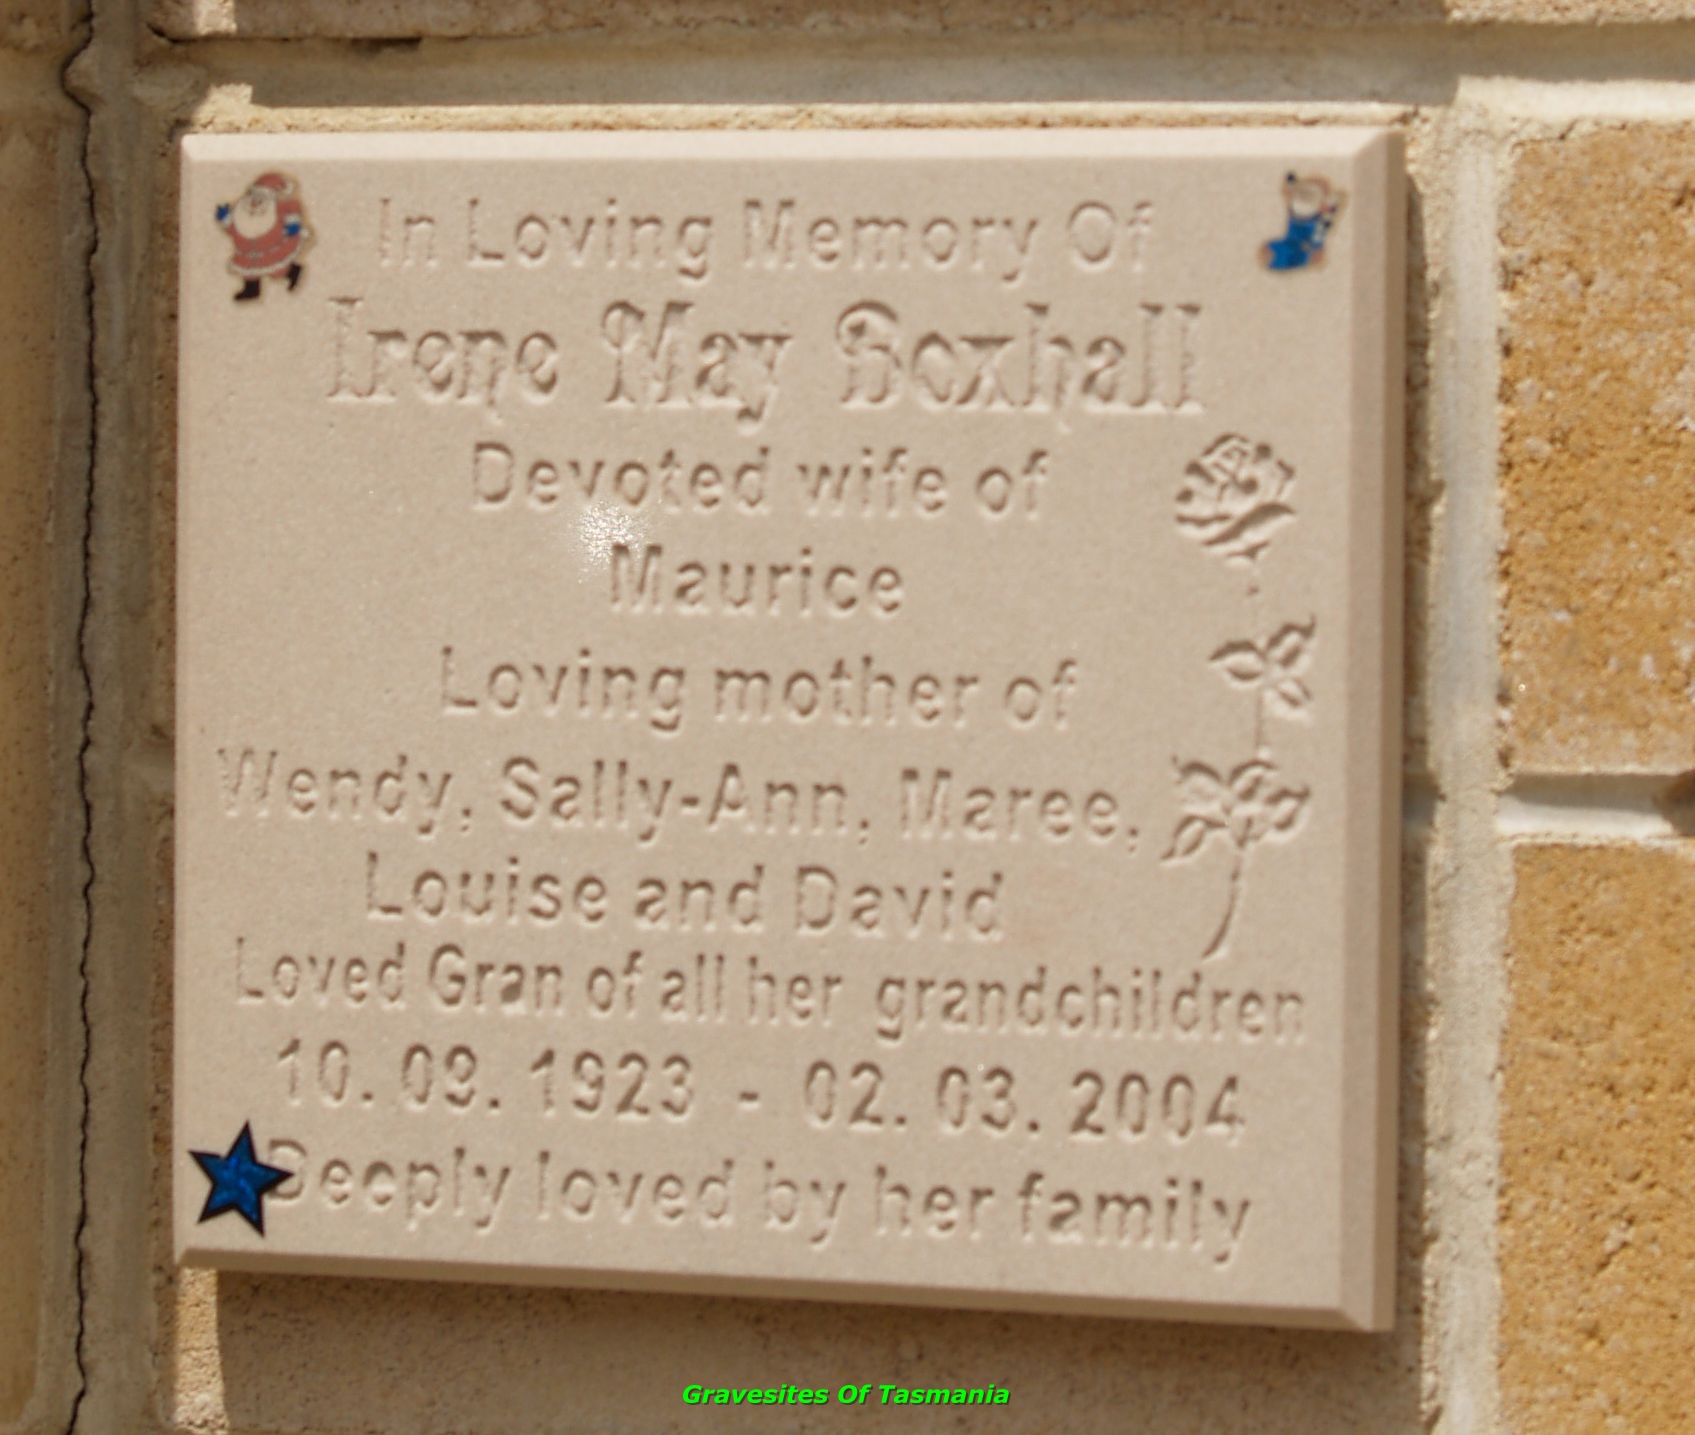 In Loving Memory Of
Irene May Boxhall
Devoted wife of
Maurice
Loving mother of
Wendy, Sally-Ann, Maree,
Louise and David
Loved Gran of all her grandchildren
10. 09. 1923 - 02. 03. 2004
Deeply loved by her family
Gravesites Of Tasmania